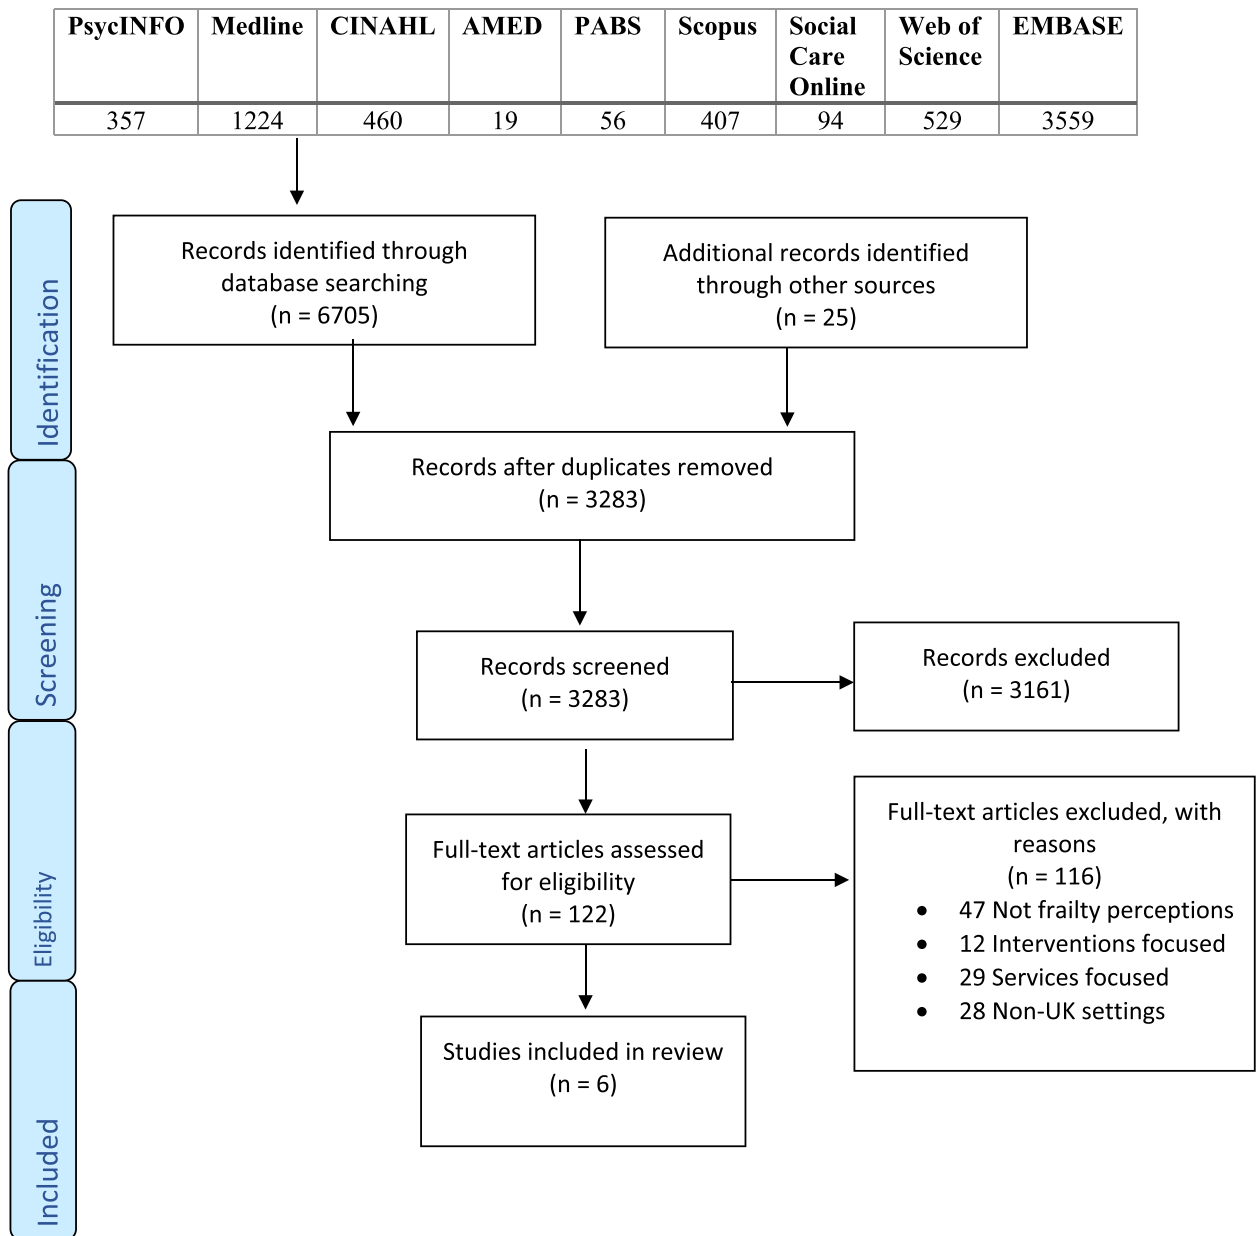 PsycINFO Medline CINAHL AMED PABS Scopus Social Care Online Web of Science EMBASE
357 1224 460 19 56 407 94 529 3559
Identification
Records identified through
database searching
(n = 6705)
Additional records identified
through other sources
(n = 25)
Records after duplicates removed
(n = 3283)
Screening
Records screened
(n = 3283)
Records excluded
(n = 3161)
Eligibility
Full-text articles assessed
for eligibility
(n = 122)
Full-text articles excluded, with
reasons
(n = 116)
• 47 Not frailty perceptions
• 12 Interventions focused
• 29 Services focused
• 28 Non-UK settings
Included
Studies included in review
(n = 6)